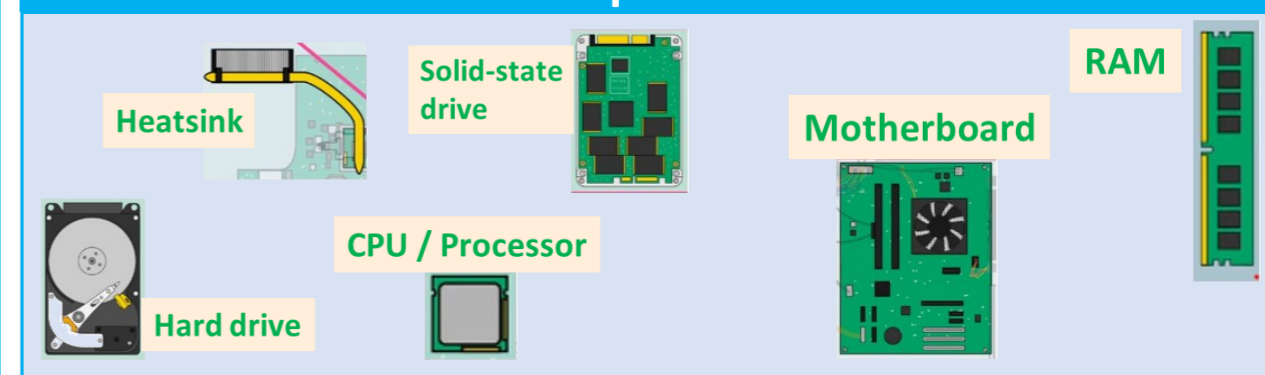 Heatsink
Solid-state
drive
Motherboard
RAM
Hard drive
CPU / Processor